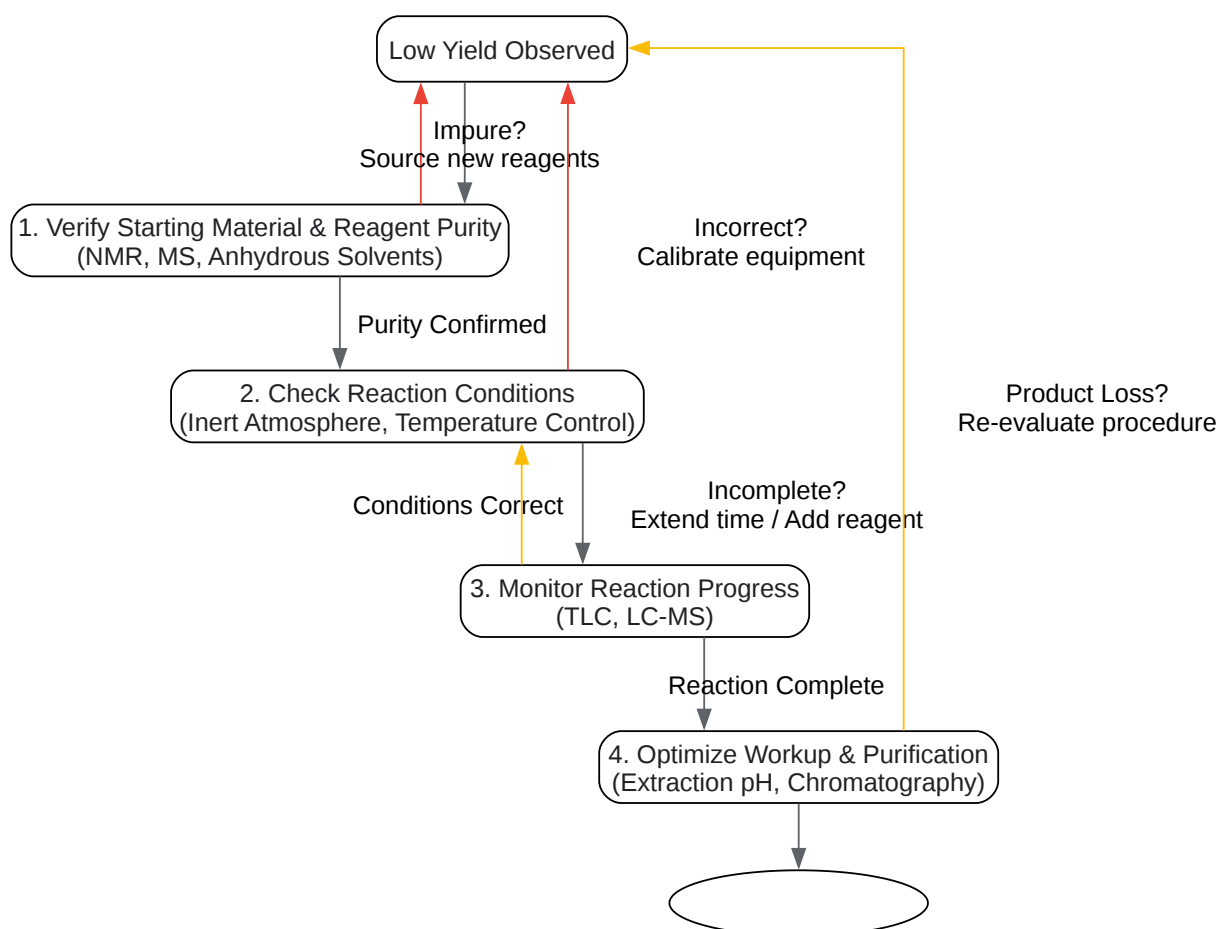 Low Yield Observed
Impure?
Source new reagents
1. Verify Starting Material & Reagent Purity
(NMR, MS, Anhydrous Solvents)
Incorrect?
Calibrate equipment
Purity Confirmed
2. Check Reaction Conditions
(Inert Atmosphere, Temperature Control)
Product Loss?
Re-evaluate procedure
Conditions Correct
Incomplete?
Extend time / Add reagent
3. Monitor Reaction Progress
(TLC, LC-MS)
Reaction Complete
4. Optimize Workup & Purification
(Extraction pH, Chromatography)